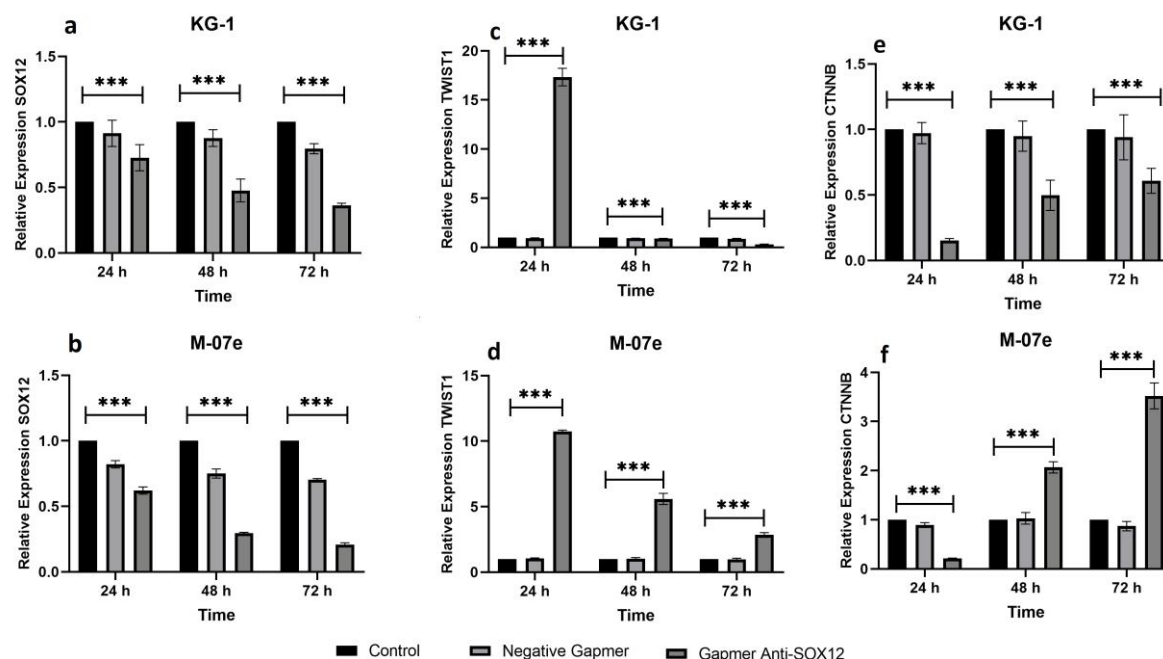 a
KG-1
Relative Expression SOX12
1.5
1.0
0.5
0.0
***
***
***
24 h
48 h
72 h
Time
c
KG-1
Relative Expression TWIST1
20
15
10
5
0
***
***
***
24 h
48 h
72 h
Time
e
KG-1
Relative Expression CTNNB
1.5
1.0
0.5
0.0
***
***
***
24 h
48 h
72 h
Time
b
M-07e
Relative Expression SOX12
1.5
1.0
0.5
0.0
***
***
***
24 h
48 h
72 h
Time
d
M-07e
Relative Expression TWIST1
15
10
5
0
***
***
***
24 h
48 h
72 h
Time
f
M-07e
Relative Expression CTNNB
4
3
2
1
0
***
***
***
24 h
48 h
72 h
Time
Control
Negative Gapmer
Gapmer Anti-SOX12